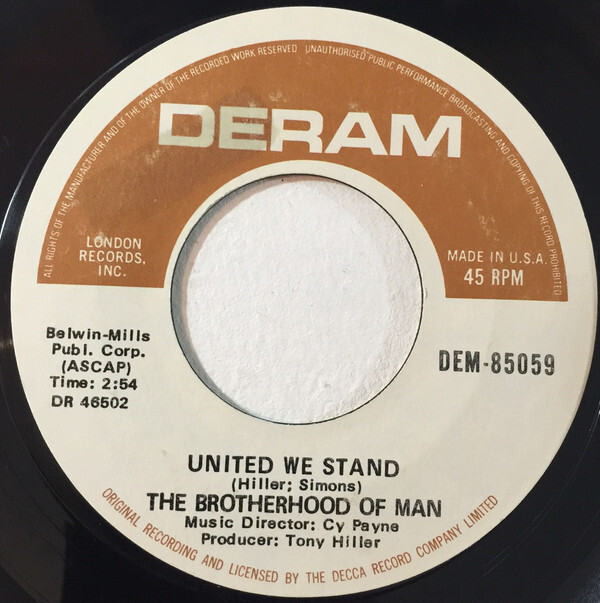 ALL RIGHTS OF THE MANUFACTURER AND OF THE OWNER OF THE RECORDED WORK RESERVED UNAUTHORISED PUBLIC PERFORMANCE BROADCASTING AND COPYING OF THIS RECORD PROHIBITED
DERAM
LONDON
RECORDS,
INC.
MADE IN U.S.A.
45 RPM
Belwin-Mills
Publ. Corp.
(ASCAP)
Time: 2:54
DR 46502
DEM-85059
UNITED WE STAND
(Hiller; Simons)
THE BROTHERHOOD OF MAN
Music Director: Cy Payne
Producer: Tony Hiller
ORIGINAL RECORDING AND LICENSED BY THE DECCA RECORD COMPANY LIMITED